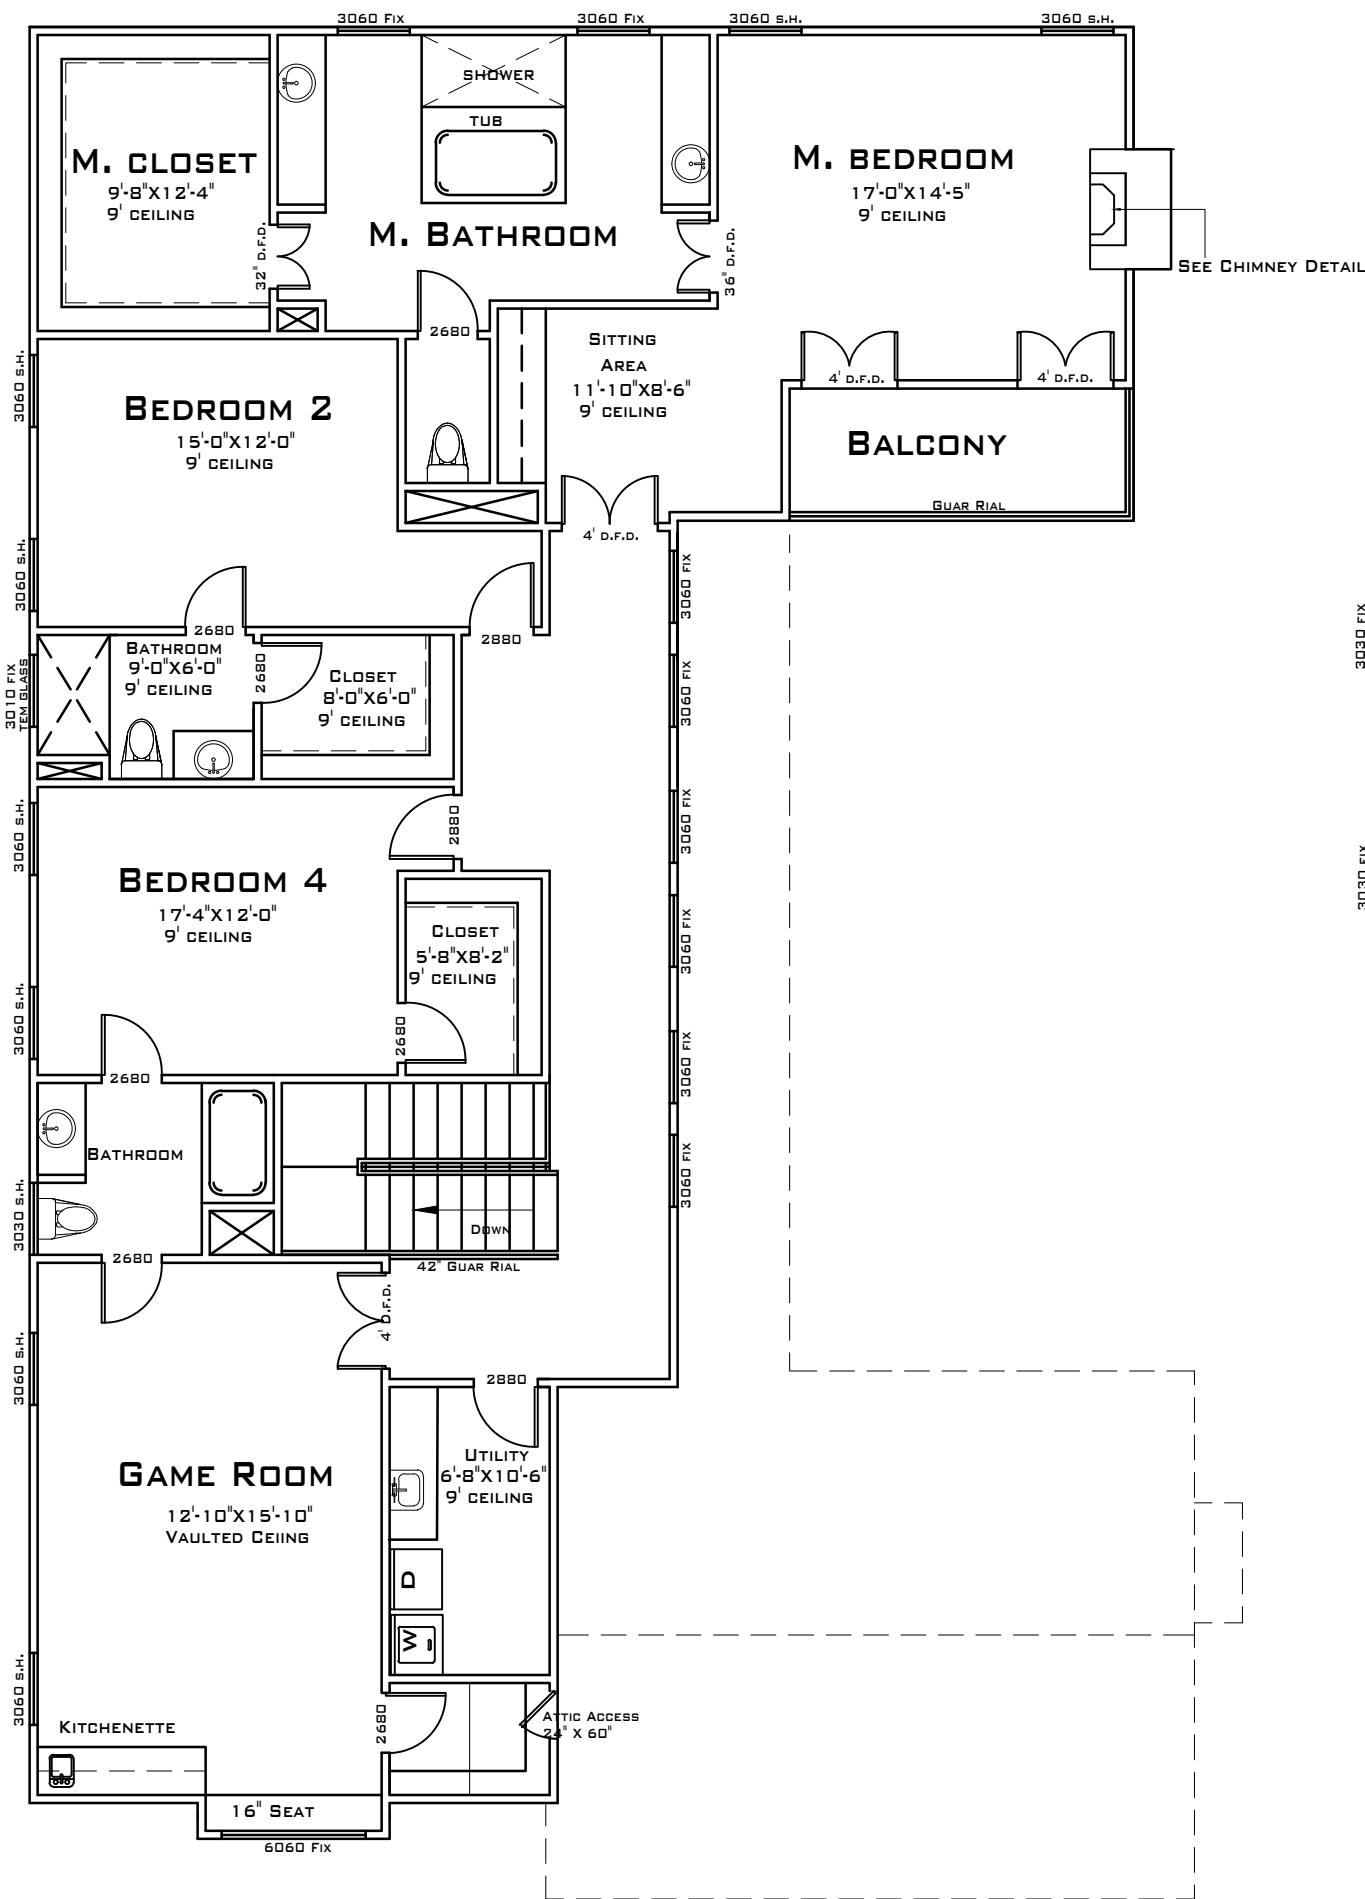 3060 Fix
3060 Fix
3060 S.H.
3060 S.H.
SHOWER
TUB
M. CLOSET
9'-8"X12'-4"
9' CEILING
32" D.F.D.
M. BATHROOM
36" D.F.D.
M. BEDROOM
17'-0"X14'-5"
9' CEILING
SEE CHIMNEY DETAIL
2680
SITTING
AREA
11'-10"X8'-6"
9' CEILING
4' D.F.D.
4' D.F.D.
3060 S.H.
BEDROOM 2
15'-0"X12'-0"
9' CEILING
BALCONY
GUAR RIAL
4' D.F.D.
3060 S.H.
3060 FIX
2680
2880
3010 FIX
TEM GLASS
BATHROOM
9'-0"X6'-0"
9' CEILING
2680
CLOSET
8'-0"X6'-0"
9' CEILING
3060 FIX
3030 FIX
3060 S.H.
2880
3060 FIX
3030 FIX
BEDROOM 4
17'-4"X12'-0"
9' CEILING
CLOSET
5'-8"X8'-2"
9' CEILING
3060 FIX
3060 S.H.
2680
2680
3060 FIX
BATHROOM
3030 S.H.
3060 FIX
DOWN
2680
42" GUAR RIAL
4' D.F.D.
3060 S.H.
2880
GAME ROOM
12'-10"X15'-10"
VAULTED CEIING
UTILITY
6'-8"X10'-6"
9' CEILING
D
W
3060 S.H.
KITCHENETTE
2680
ATTIC ACCESS
24" X 60"
16" SEAT
6060 Fix